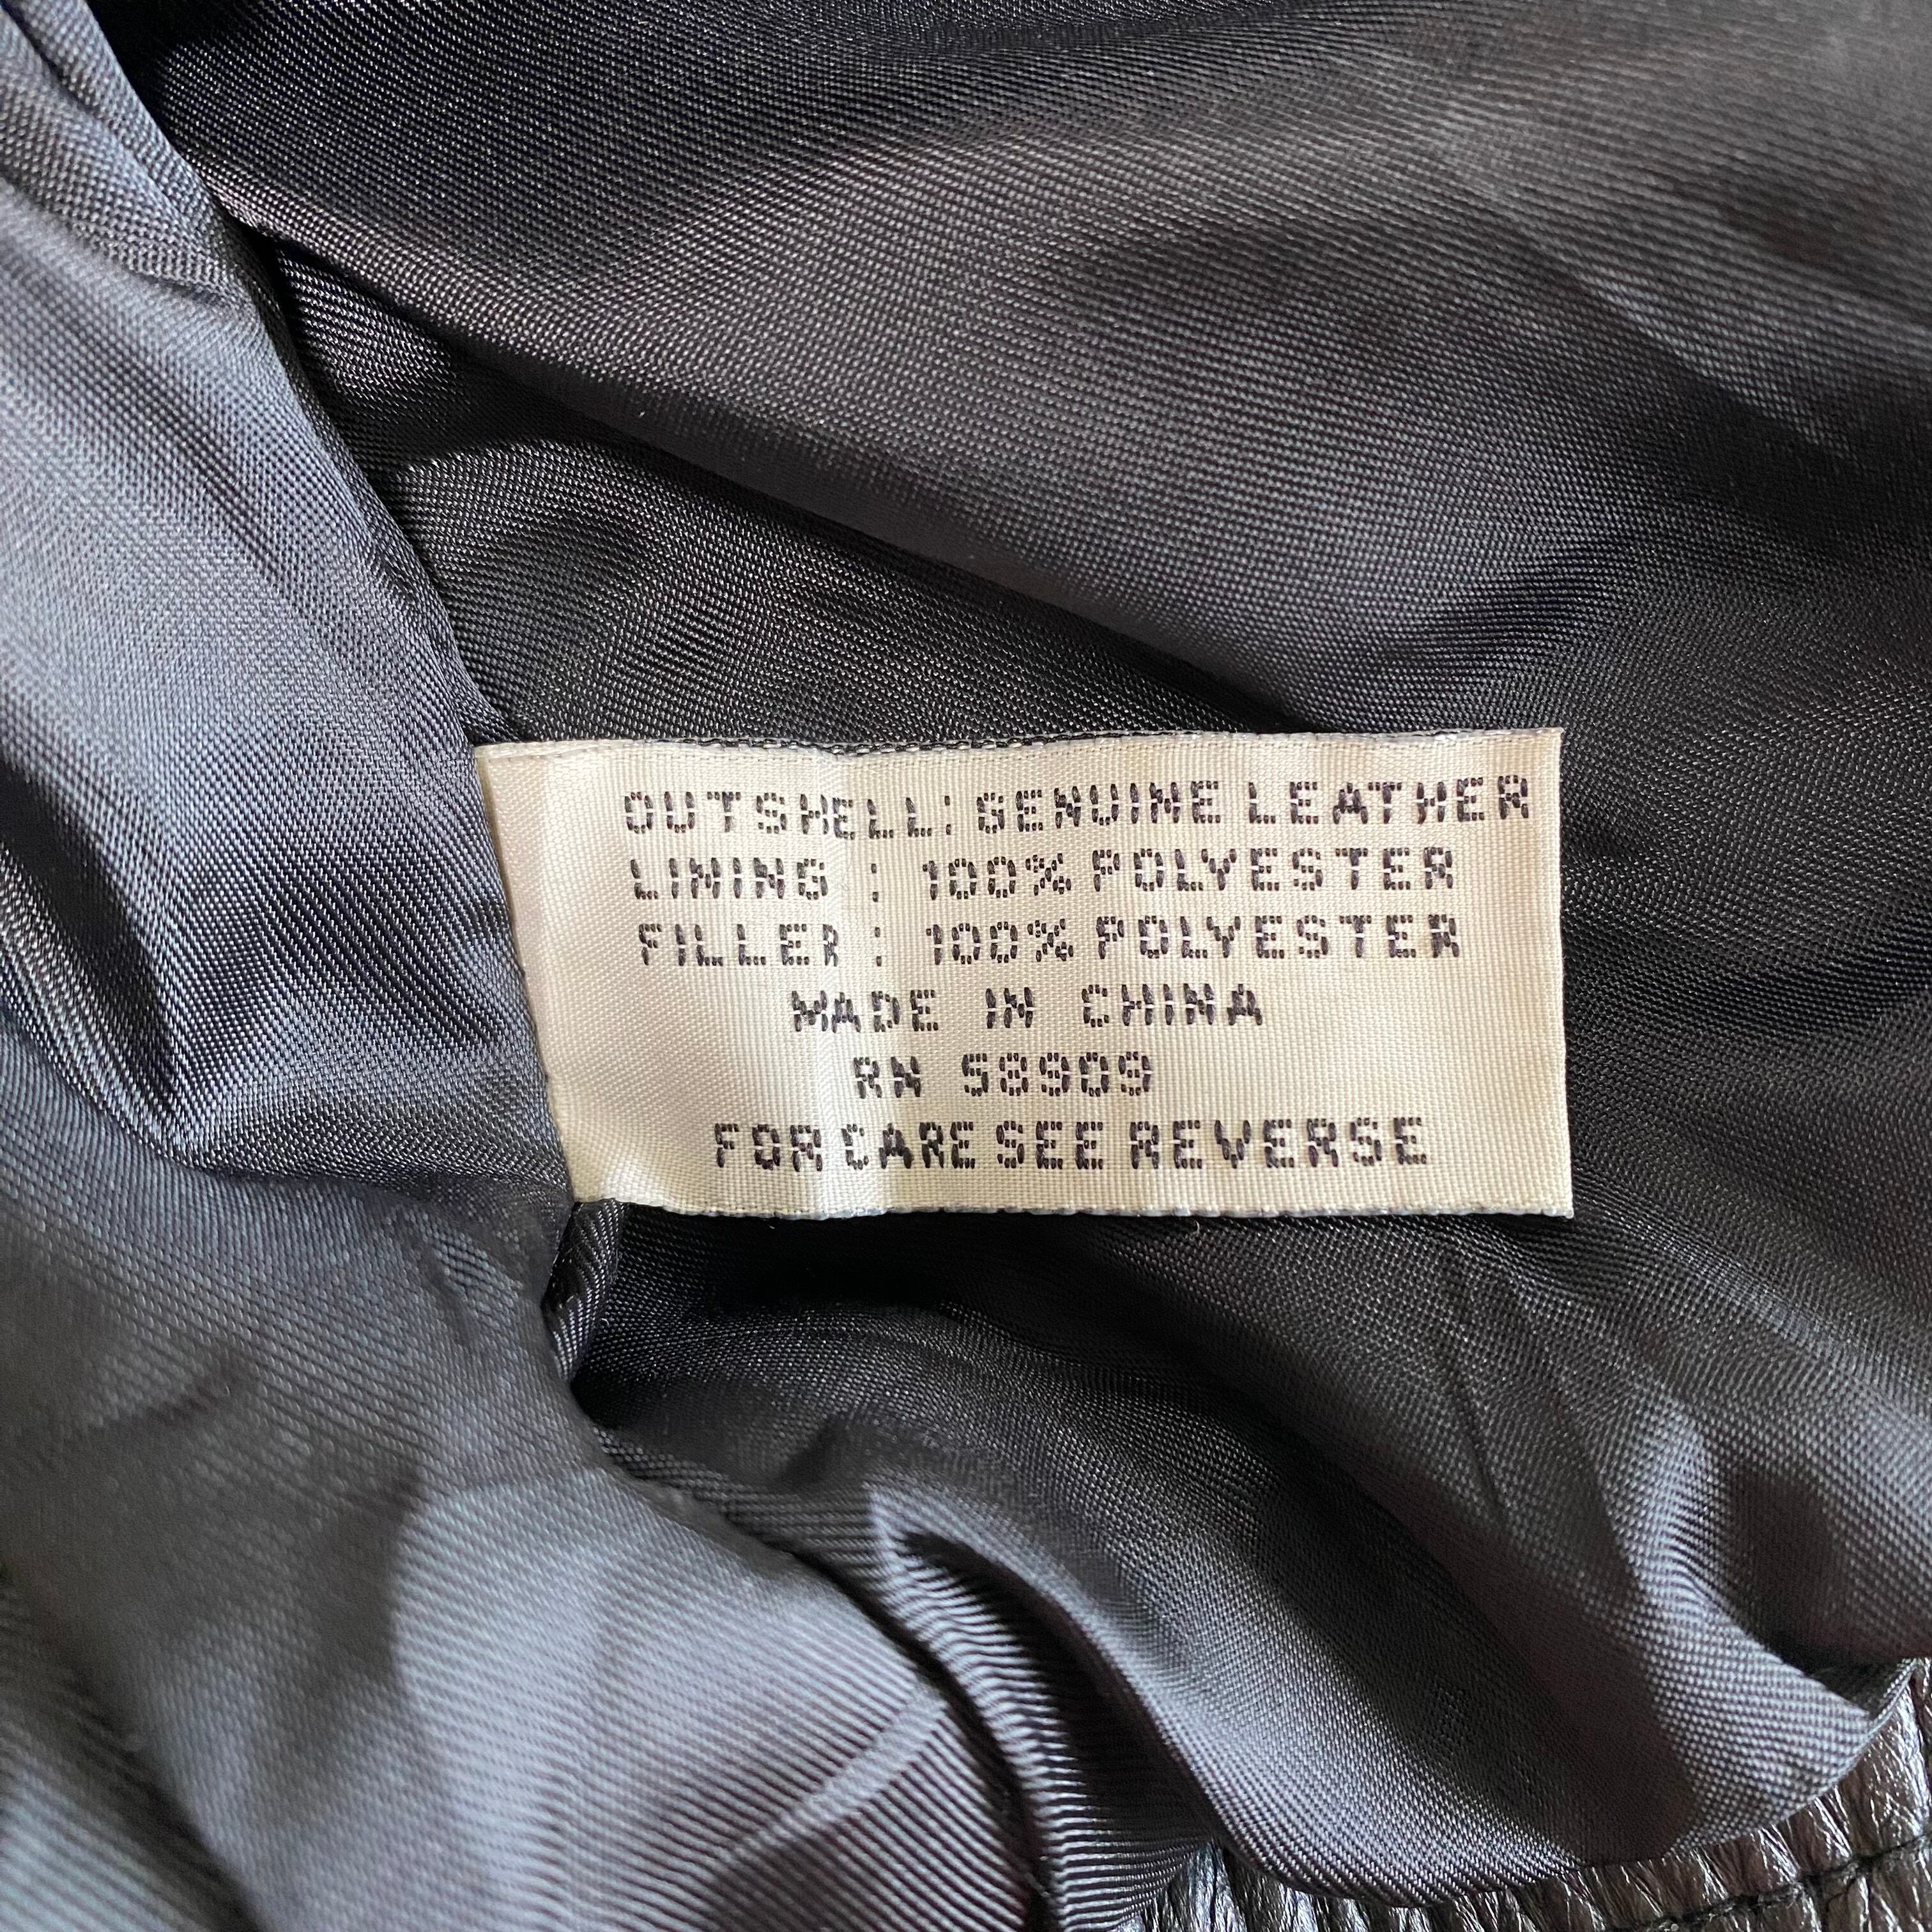 OUTSHELL: GENUINE LEATHER
LINING : 100% POLYESTER
FILLER : 100% POLYESTER
MADE IN CHINA
RN 58909
FOR CARE SEE REVERSE